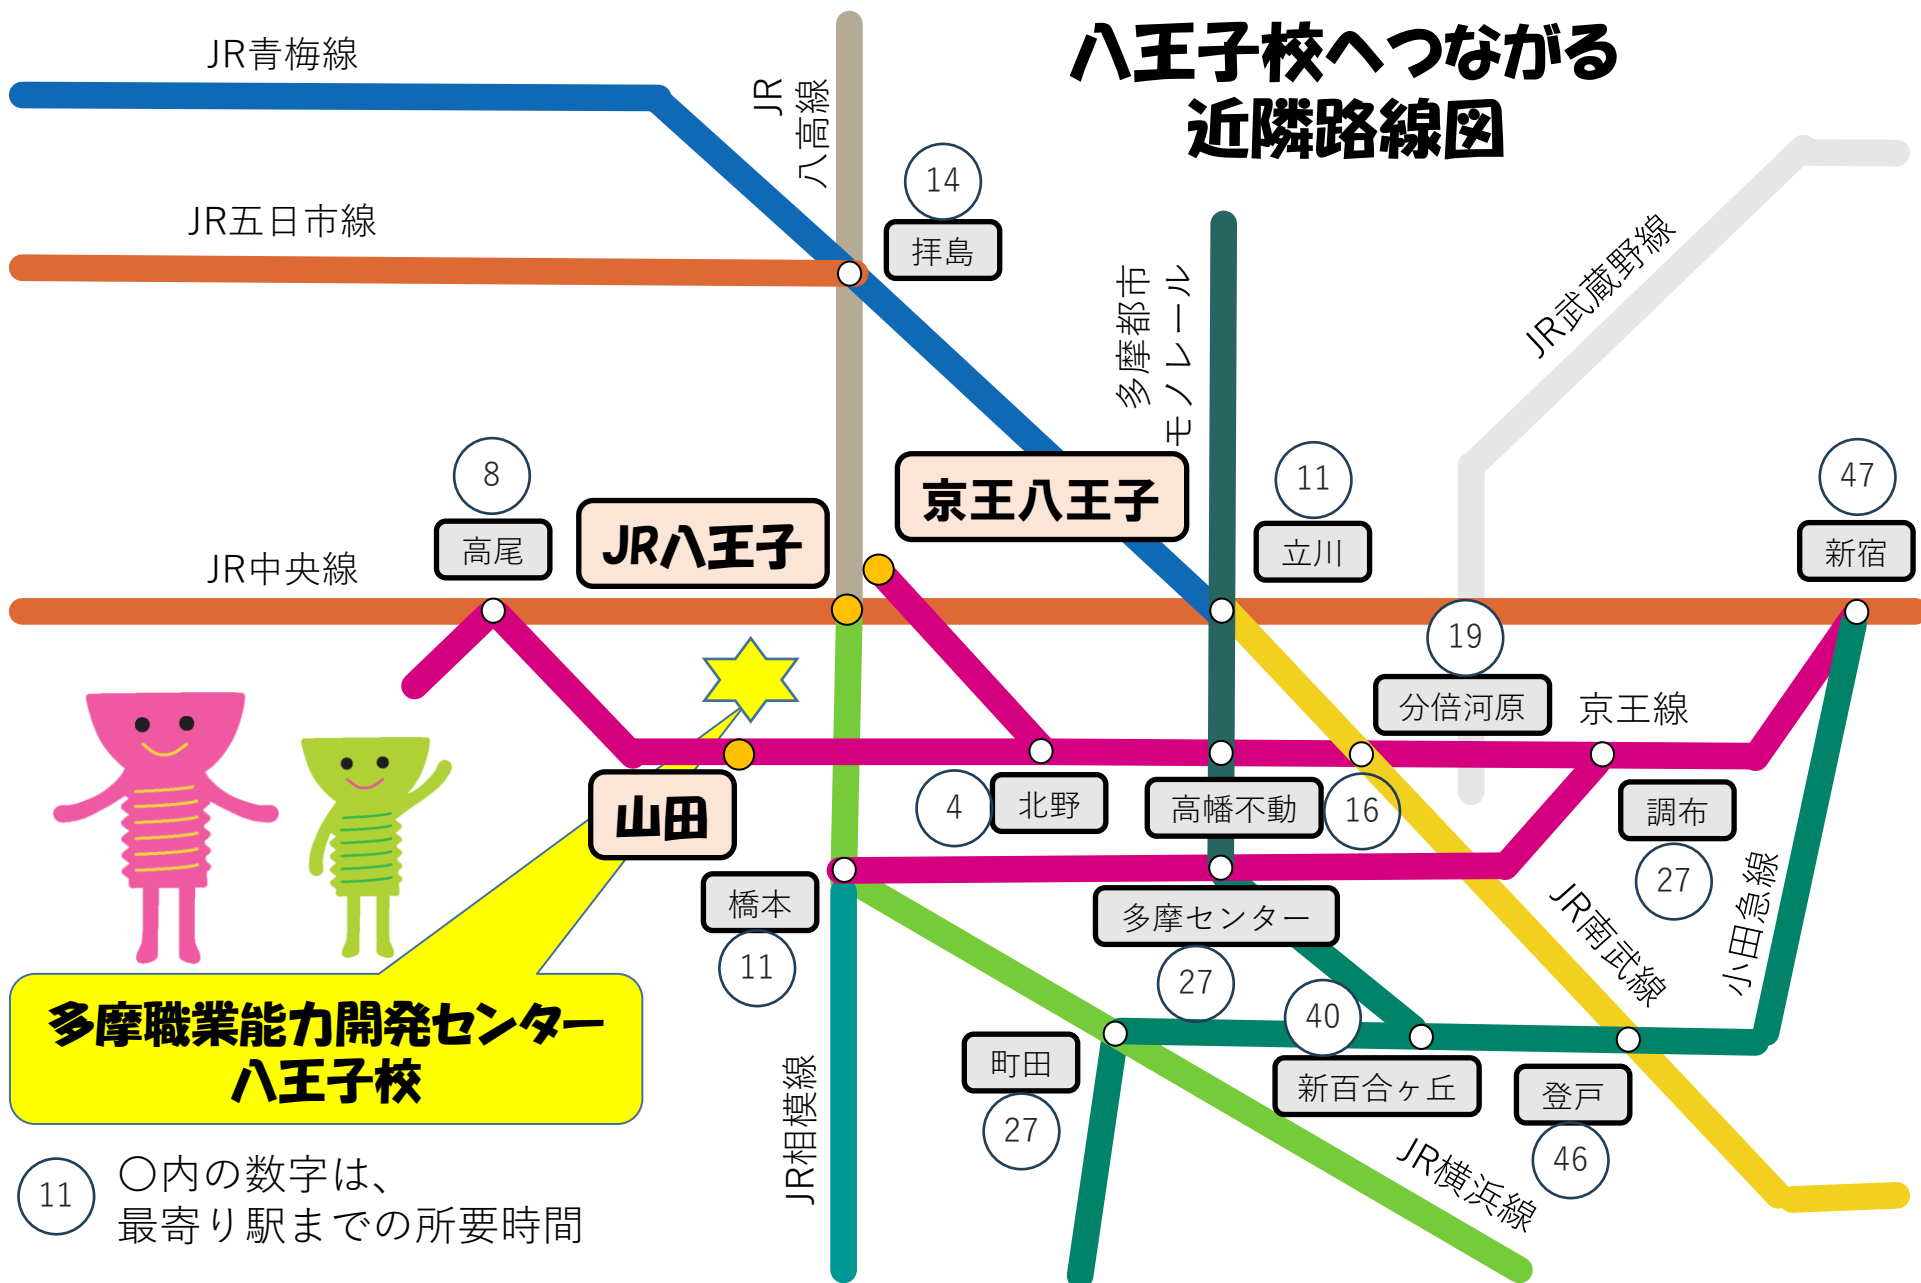 八王子校へつながる
近隣路線図
JR青梅線
JR
八高線
14
拝島
JR五日市線
多摩都市
モノレール
JR武蔵野線
8
高尾
JR八王子
京王八王子
11
立川
47
新宿
JR中央線
19
分倍河原
京王線
山田
4
北野
高幡不動
16
調布
27
橋本
11
多摩センター
27
JR南武線
小田急線
多摩職業能力開発センター
八王子校
40
新百合ヶ丘
町田
27
登戸
46
JR相模線
JR横浜線
11
〇内の数字は、
最寄り駅までの所要時間